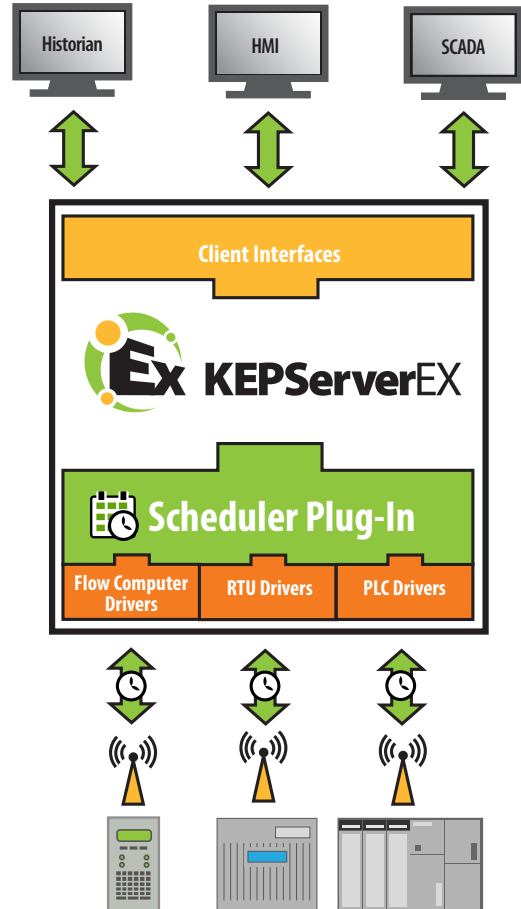 Historian
HMI
SCADA
Client Interfaces
Ex KEPServerEX
Scheduler Plug-In
Flow Computer
Drivers
RTU Drivers
PLC Drivers